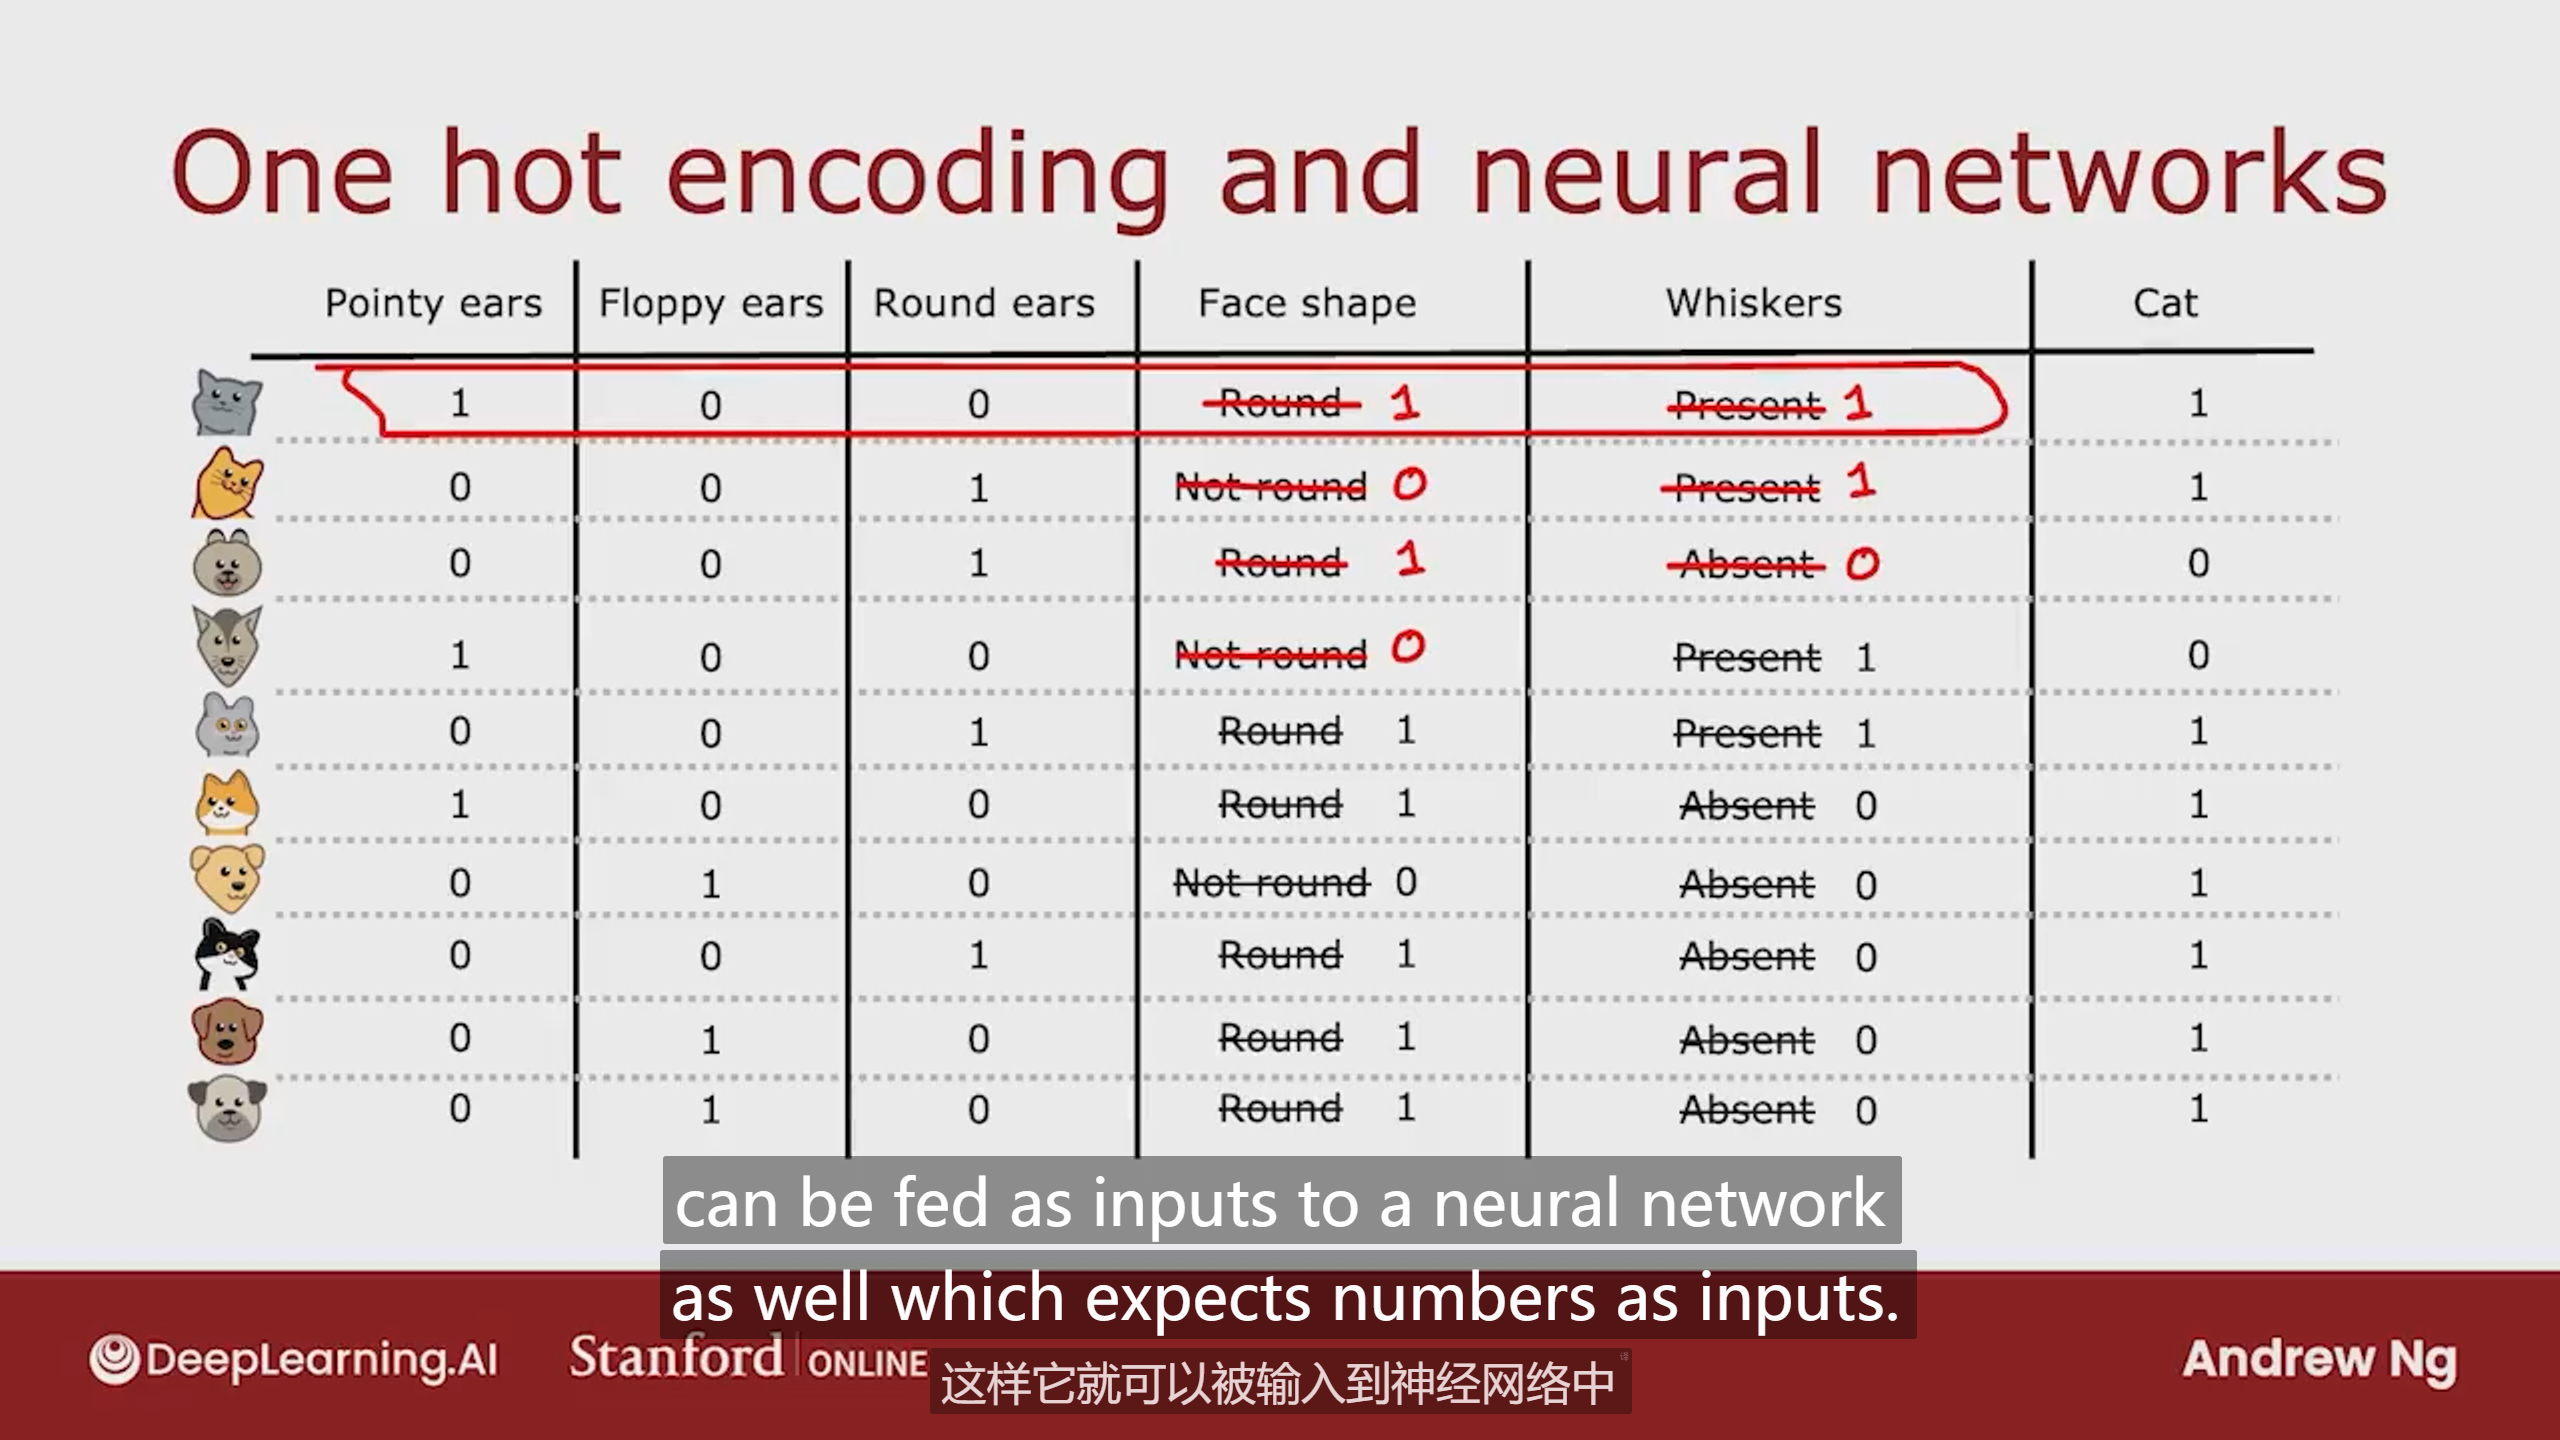 One hot encoding and neural networks
Pointy ears Floppy ears Round ears Face shape Whiskers Cat
1 0 0 Round 1 Present 1 1
0 0 1 Not round 0 Present 1 1
0 0 1 Round 1 Absent 0 0
1 0 0 Not round 0 Present 1 0
0 0 1 Round 1 Present 1 1
1 0 0 Round 1 Absent 0 1
0 1 0 Not round 0 Absent 0 1
0 0 1 Round 1 Absent 0 1
0 1 0 Round 1 Absent 0 1
0 1 0 Round 1 Absent 0 1
can be fed as inputs to a neural network
as well which expects numbers as inputs.
DeepLearning.AI Stanford ONLINE Andrew Ng
这样它就可以被输入到神经网络中 译